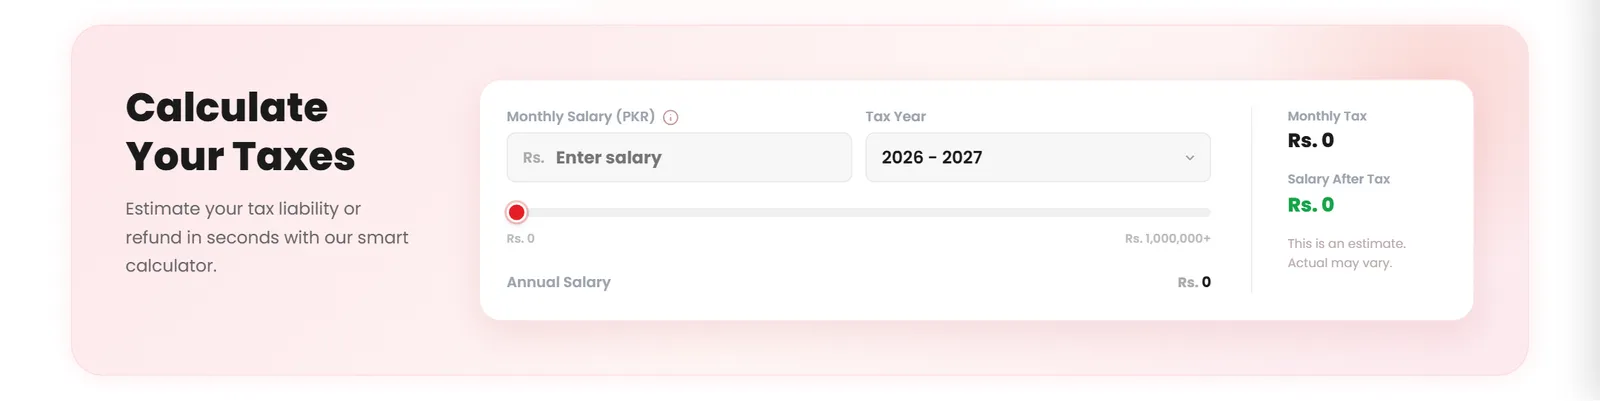 Calculate
Your Taxes
Estimate your tax liability or
refund in seconds with our smart
calculator.
Monthly Salary (PKR)
Rs. Enter salary
Tax Year
2026 - 2027
Rs. 0
Rs. 1,000,000+
Annual Salary
Rs. 0
Monthly Tax
Rs. 0
Salary After Tax
Rs. 0
This is an estimate.
Actual may vary.